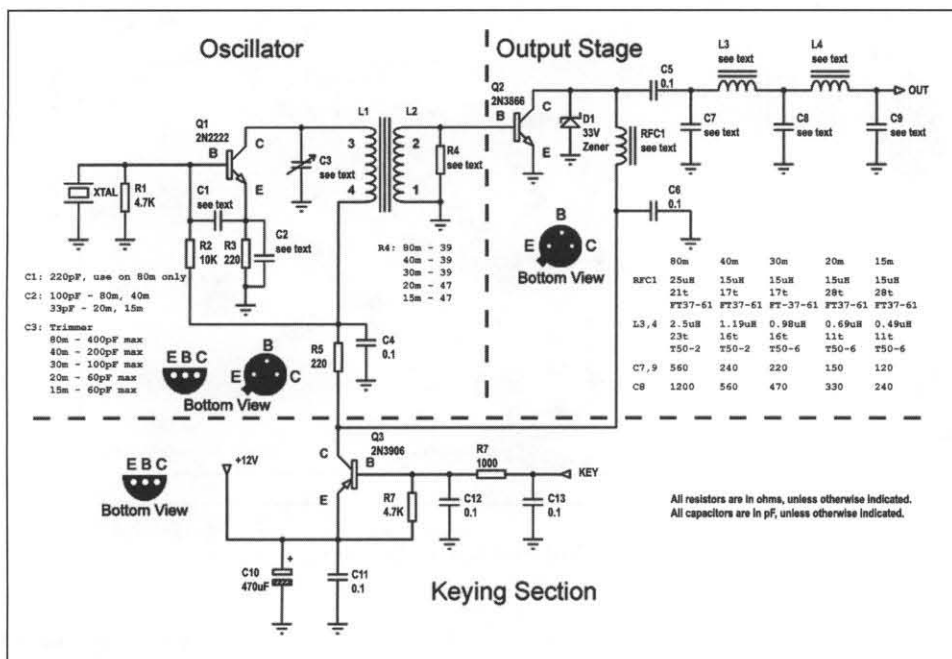 Oscillator
Output Stage
Q1
2N2222
B
C
E
XTAL
R1
4.7K
C1
see text
R2
10K
R3
220
C2
see text
C3
see text
L1
3
4
L2
2
1
R4
see text
Q2
2N3866
B
C
E
D1
33V
Zener
RFC1
see text
C5
0.1
C6
0.1
L3
see text
L4
see text
OUT
C7
see text
C8
see text
C9
see text
C1: 220pF, use on 80m only
C2: 100pF - 80m, 40m
33pF - 20m, 15m
C3: Trimmer
80m - 400pF max
40m - 200pF max
30m - 100pF max
20m - 60pF max
15m - 60pF max
E B C
B
E
C
Bottom View
R4: 80m - 39
40m - 39
30m - 39
20m - 47
15m - 47
B
E
C
Bottom View
R5
220
C4
0.1
80m 40m 30m 20m 15m
RFC1 25uH 15uH 15uH 15uH 15uH
21t 17t 17t 28t 28t
FT37-61 FT37-61 FT-37-61 FT37-61 FT37-61
L3,4 2.5uH 1.19uH 0.98uH 0.69uH 0.49uH
23t 16t 16t 11t 11t
T50-2 T50-2 T50-6 T50-6 T50-6
C7,9 560 240 220 150 120
C8 1200 560 470 330 240
E B C
Bottom View
+12V
Q3
2N3906
C
B
E
R7
1000
KEY
R7
4.7K
C12
0.1
C13
0.1
+
C10
470uF
C11
0.1
Keying Section
All resistors are in ohms, unless otherwise indicated.
All capacitors are in pF, unless otherwise indicated.